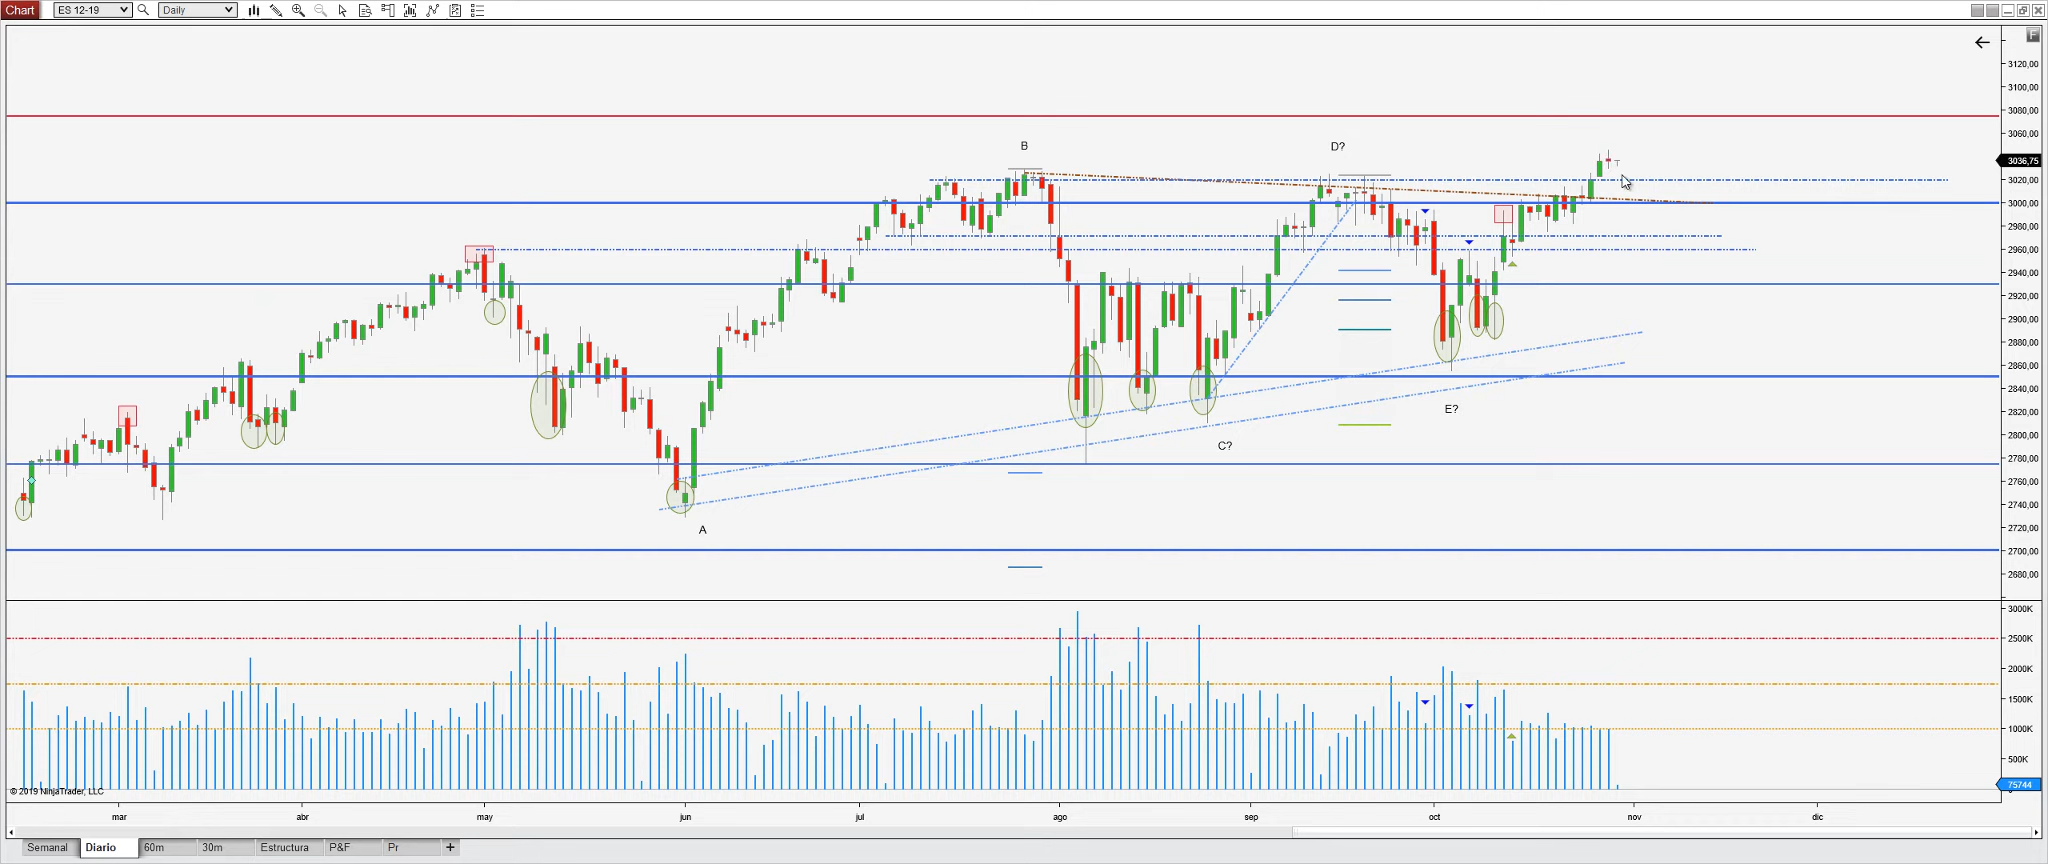 Chart ES 12-19 Daily
F
3120,00
3100,00
3080,00
3060,00
B D?
3036,75
3020,00
3000,00
2980,00
2960,00
2940,00
2920,00
2900,00
2880,00
2860,00
2840,00
E?
2820,00
C?
2800,00
2780,00
2760,00
2740,00
A
2720,00
2700,00
2680,00
3000K
2500K
2000K
1500K
1000K
500K
75744
© 2019 NinjaTrader, LLC
mar abr may jun jul ago sep oct nov dic
Semanal Diario 60m 30m Estructura P&F Pr +